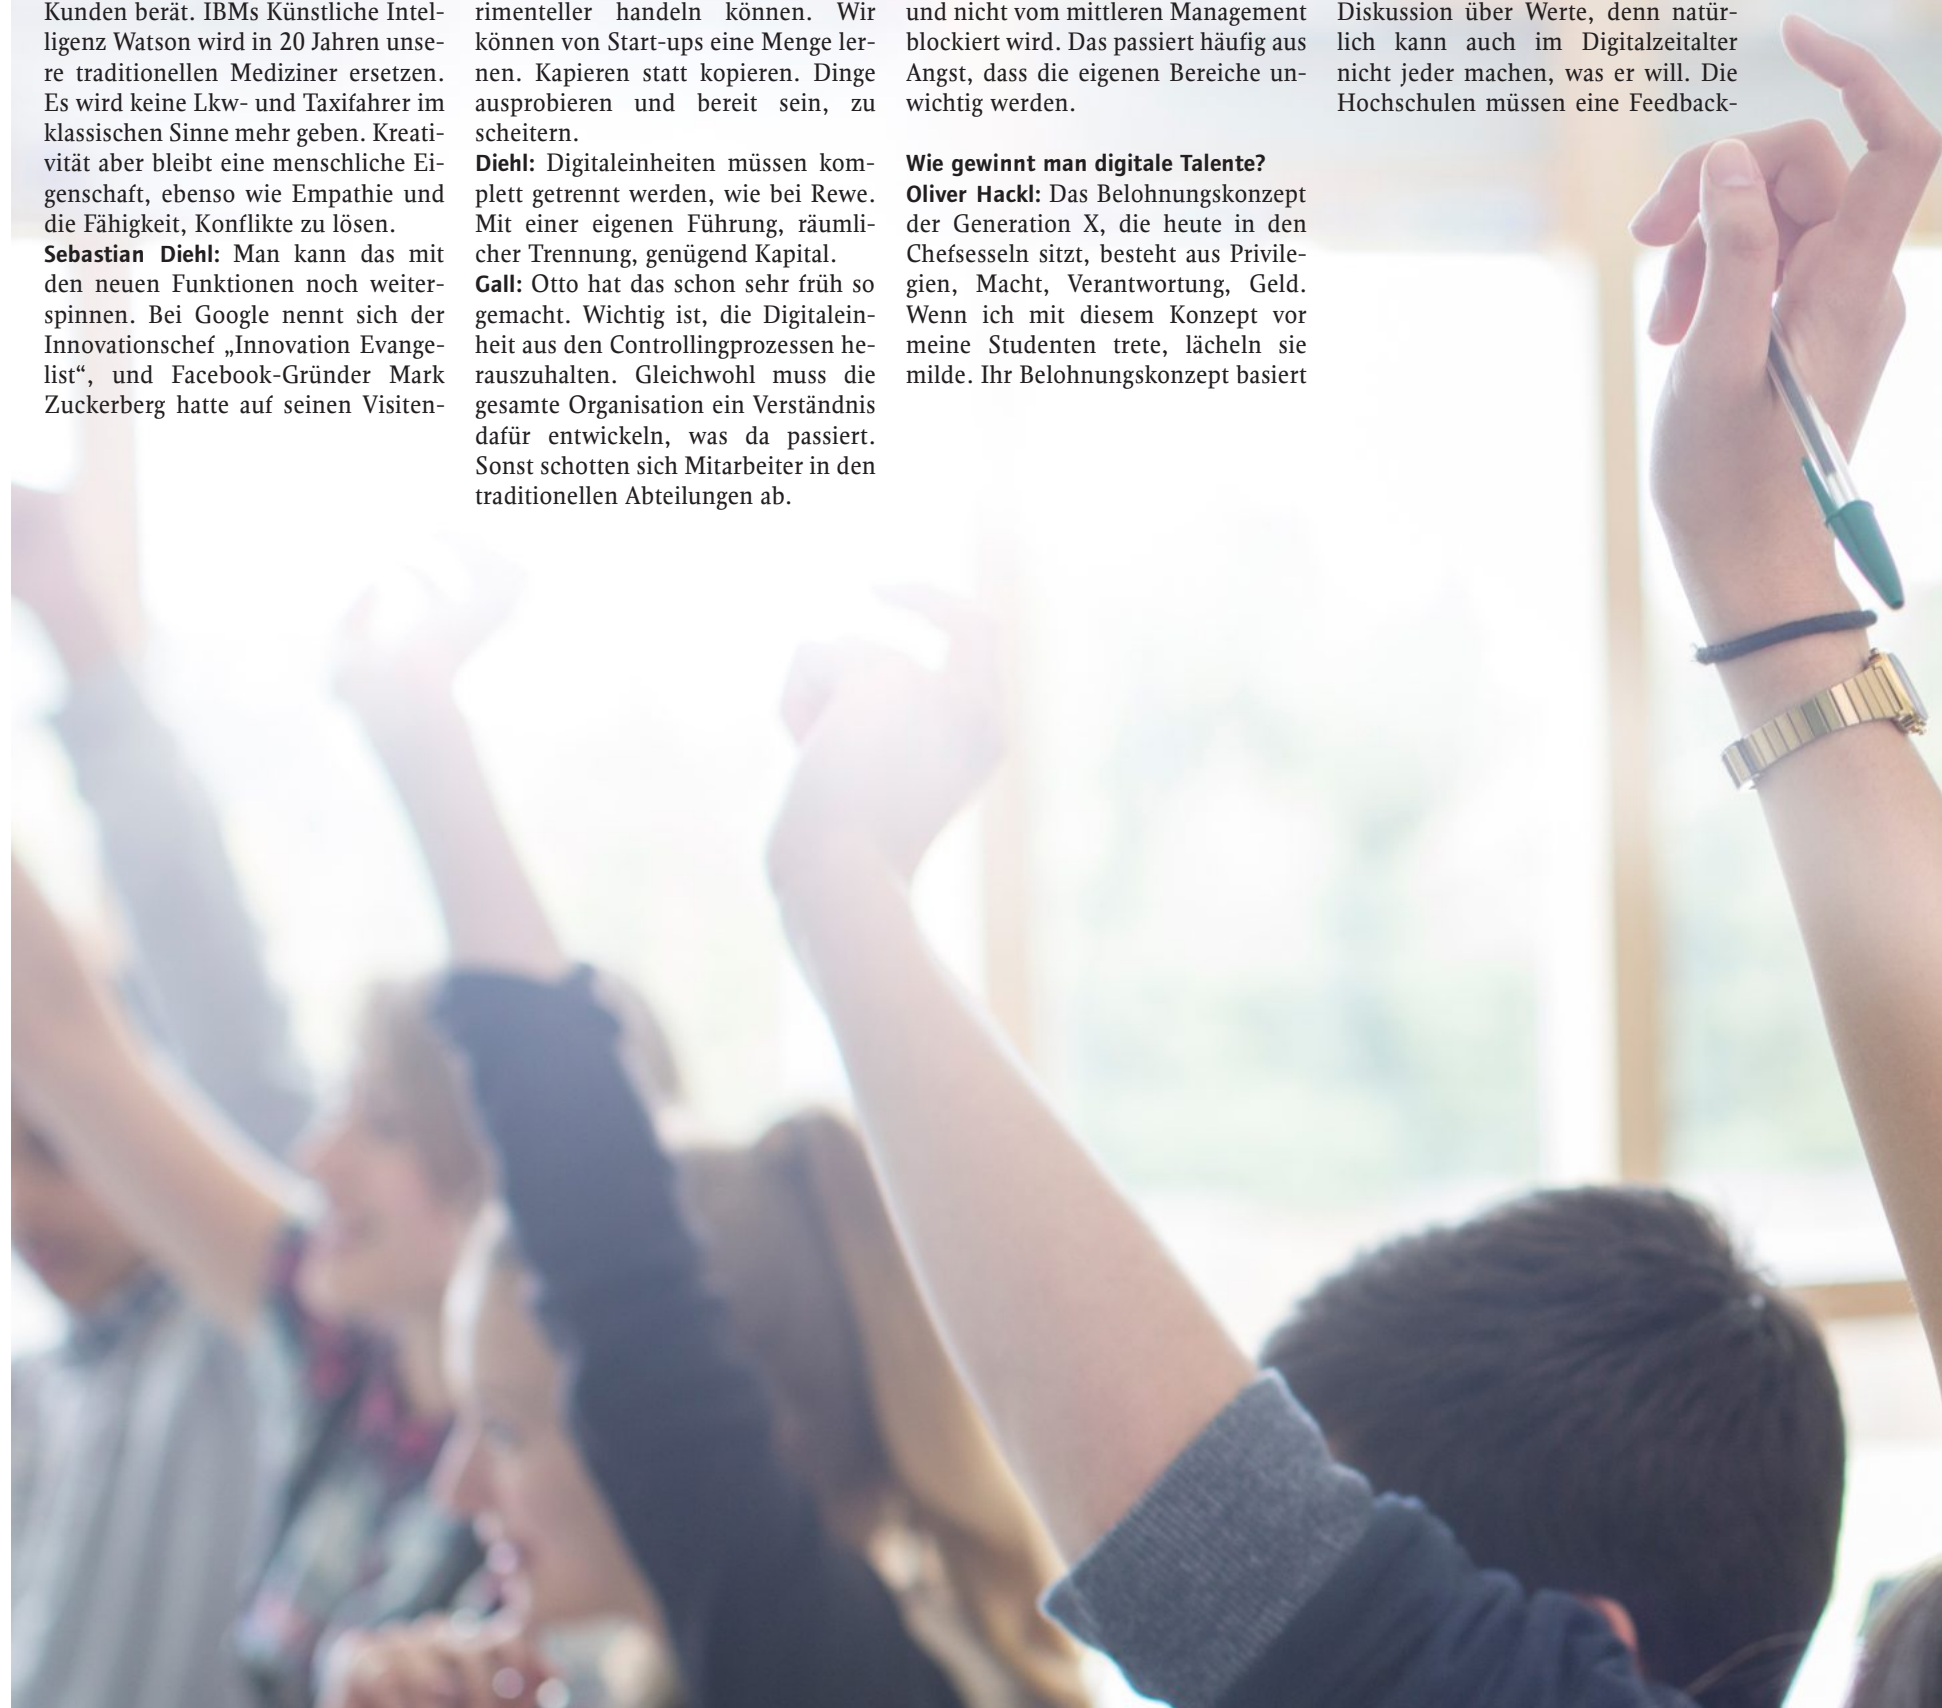 Kunden berät. IBMs Künstliche Intel-
ligenz Watson wird in 20 Jahren unse-
re traditionellen Mediziner ersetzen.
Es wird keine Lkw- und Taxifahrer im
klassischen Sinne mehr geben. Kreati-
vität aber bleibt eine menschliche Ei-
genschaft, ebenso wie Empathie und
die Fähigkeit, Konflikte zu lösen.
Sebastian Diehl: Man kann das mit
den neuen Funktionen noch weiter-
spinnen. Bei Google nennt sich der
Innovationschef „Innovation Evange-
list“, und Facebook-Gründer Mark
Zuckerberg hatte auf seinen Visiten-
rimenteller handeln können. Wir
können von Start-ups eine Menge ler-
nen. Kapieren statt kopieren. Dinge
ausprobieren und bereit sein, zu
scheitern.
Diehl: Digitaleinheiten müssen kom-
plett getrennt werden, wie bei Rewe.
Mit einer eigenen Führung, räumli-
cher Trennung, genügend Kapital.
Gall: Otto hat das schon sehr früh so
gemacht. Wichtig ist, die Digitalein-
heit aus den Controllingprozessen he-
rauszuhalten. Gleichwohl muss die
gesamte Organisation ein Verständnis
dafür entwickeln, was da passiert.
Sonst schotten sich Mitarbeiter in den
traditionellen Abteilungen ab.
und nicht vom mittleren Management
blockiert wird. Das passiert häufig aus
Angst, dass die eigenen Bereiche un-
wichtig werden.
Wie gewinnt man digitale Talente?
Oliver Hackl: Das Belohnungskonzept
der Generation X, die heute in den
Chefsesseln sitzt, besteht aus Privile-
gien, Macht, Verantwortung, Geld.
Wenn ich mit diesem Konzept vor
meine Studenten trete, lächeln sie
milde. Ihr Belohnungskonzept basiert
Diskussion über Werte, denn natür-
lich kann auch im Digitalzeitalter
nicht jeder machen, was er will. Die
Hochschulen müssen eine Feedback-